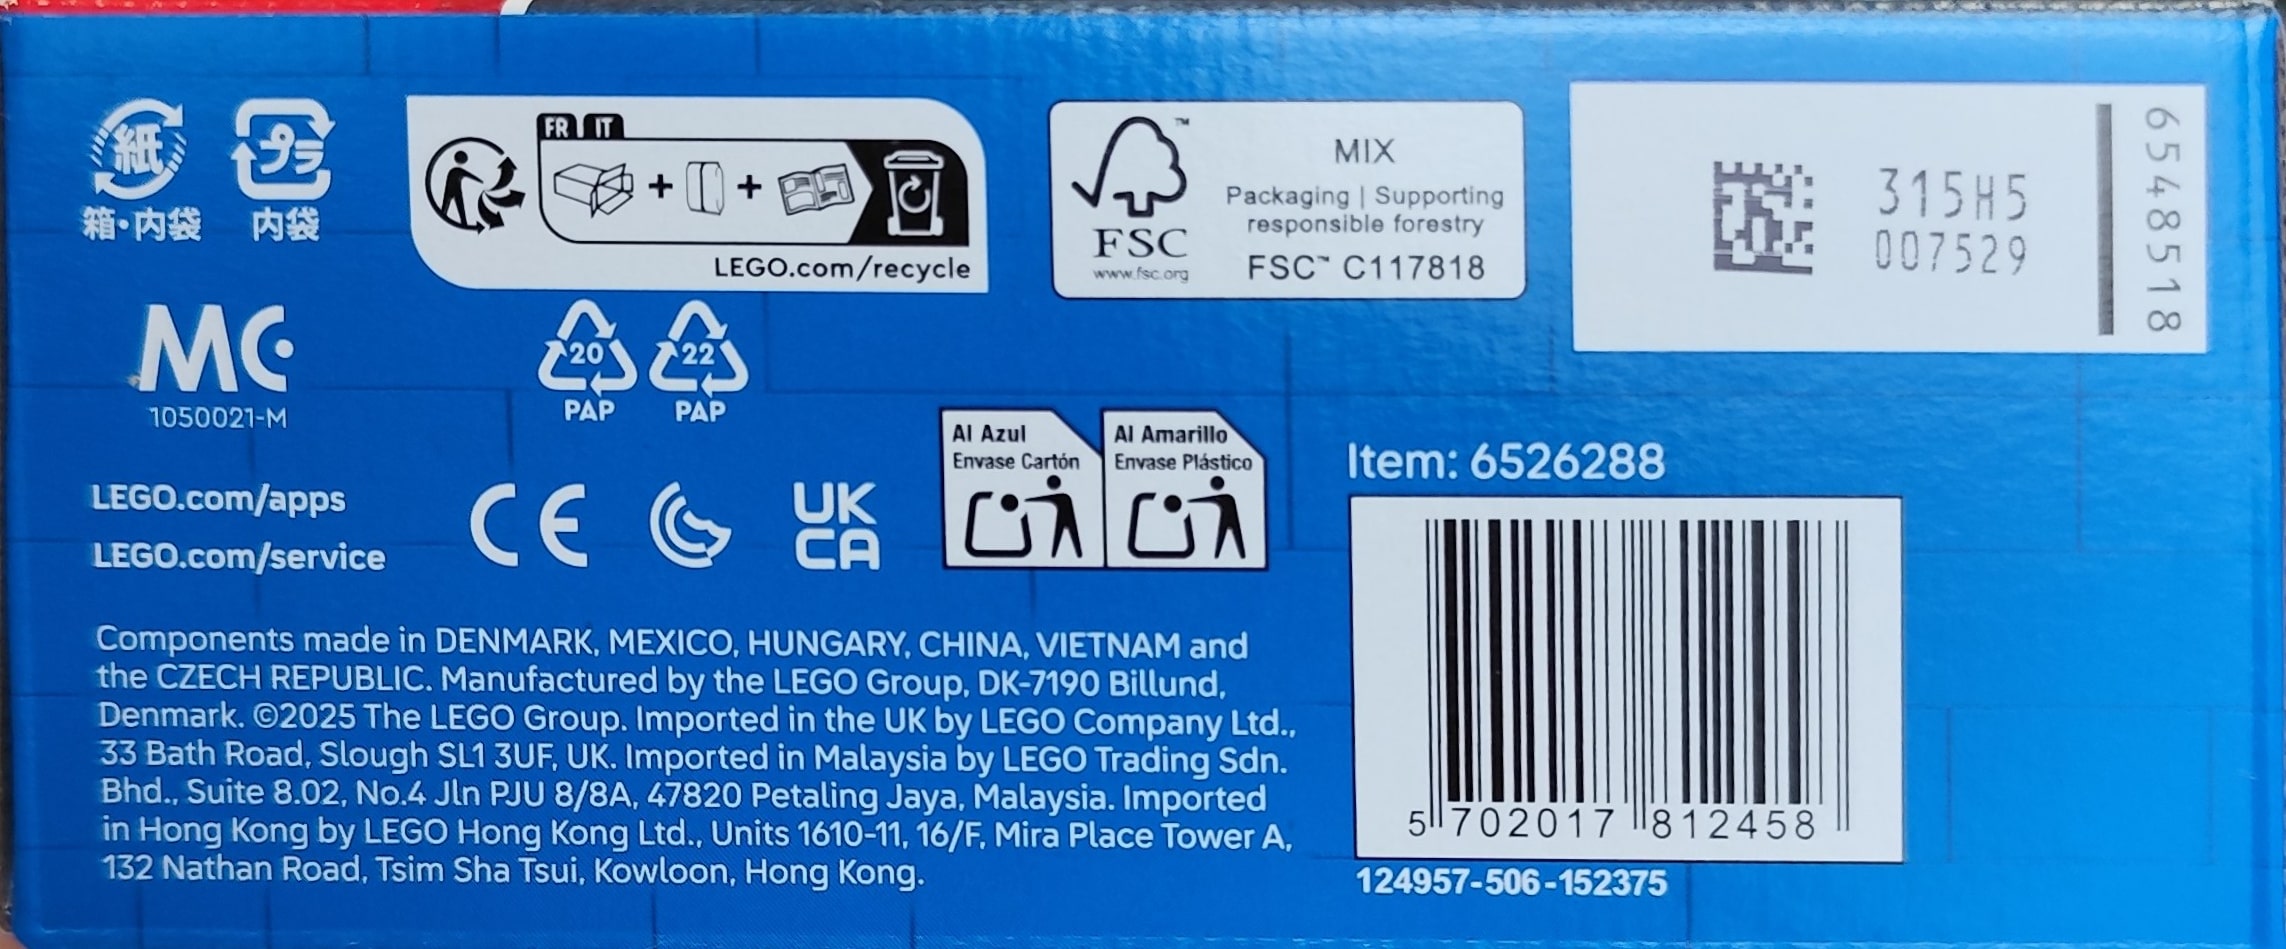 紙
箱・内袋
プラ
内袋
FR IT
LEGO.com/recycle
FSC™
www.fsc.org
MIX
Packaging | Supporting
responsible forestry
FSC™ C117818
315H5
007529
6548518
MC
1050021-M
20
PAP
22
PAP
Al Azul
Envase Cartón
Al Amarillo
Envase Plástico
LEGO.com/apps
LEGO.com/service
CE
UK
CA
Item: 6526288
5 702017 812458
124957-506-152375
Components made in DENMARK, MEXICO, HUNGARY, CHINA, VIETNAM and
the CZECH REPUBLIC. Manufactured by the LEGO Group, DK-7190 Billund,
Denmark. ©2025 The LEGO Group. Imported in the UK by LEGO Company Ltd.,
33 Bath Road, Slough SL1 3UF, UK. Imported in Malaysia by LEGO Trading Sdn.
Bhd., Suite 8.02, No.4 Jln PJU 8/8A, 47820 Petaling Jaya, Malaysia. Imported
in Hong Kong by LEGO Hong Kong Ltd., Units 1610-11, 16/F, Mira Place Tower A,
132 Nathan Road, Tsim Sha Tsui, Kowloon, Hong Kong.